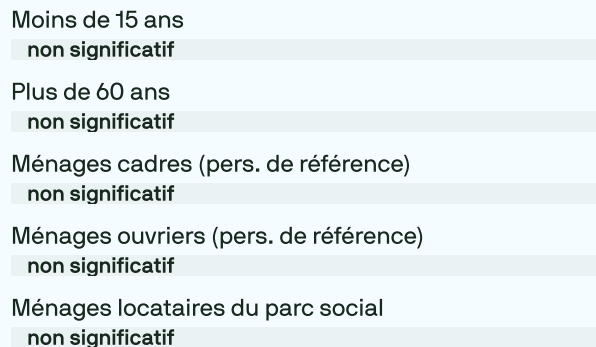 Moins de 15 ans
non significatif
Plus de 60 ans
non significatif
Ménages cadres (pers. de référence)
non significatif
Ménages ouvriers (pers. de référence)
non significatif
Ménages locataires du parc social
non significatif